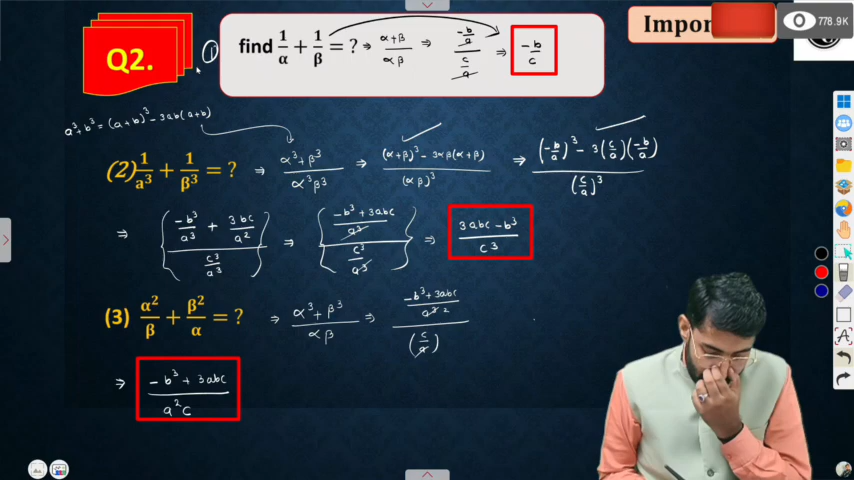 Q2.
① find 1/α + 1/β = ? ⇒ α+β / αβ ⇒ (-b/a) / (c/a) ⇒ -b/c
Impor
778.9K
a³+b³ = (a+b)³ - 3ab(a+b)
(2) 1/a³ + 1/β³ = ? ⇒ α³+β³ / α³β³ ⇒ (α+β)³ - 3αβ(α+β) / (αβ)³ ⇒ (-b/a)³ - 3(c/a)(-b/a) / (c/a)³
⇒ { (-b³/a³ + 3bc/a²) / (c³/a³) } ⇒ { (-b³+3abc / a³) / (c³/a³) } ⇒ 3abc - b³ / c³
(3) α²/β + β²/α = ? ⇒ α³+β³ / αβ ⇒ (-b³+3abc / a³ ²) / (c/a)
⇒ -b³ + 3abc / a²c